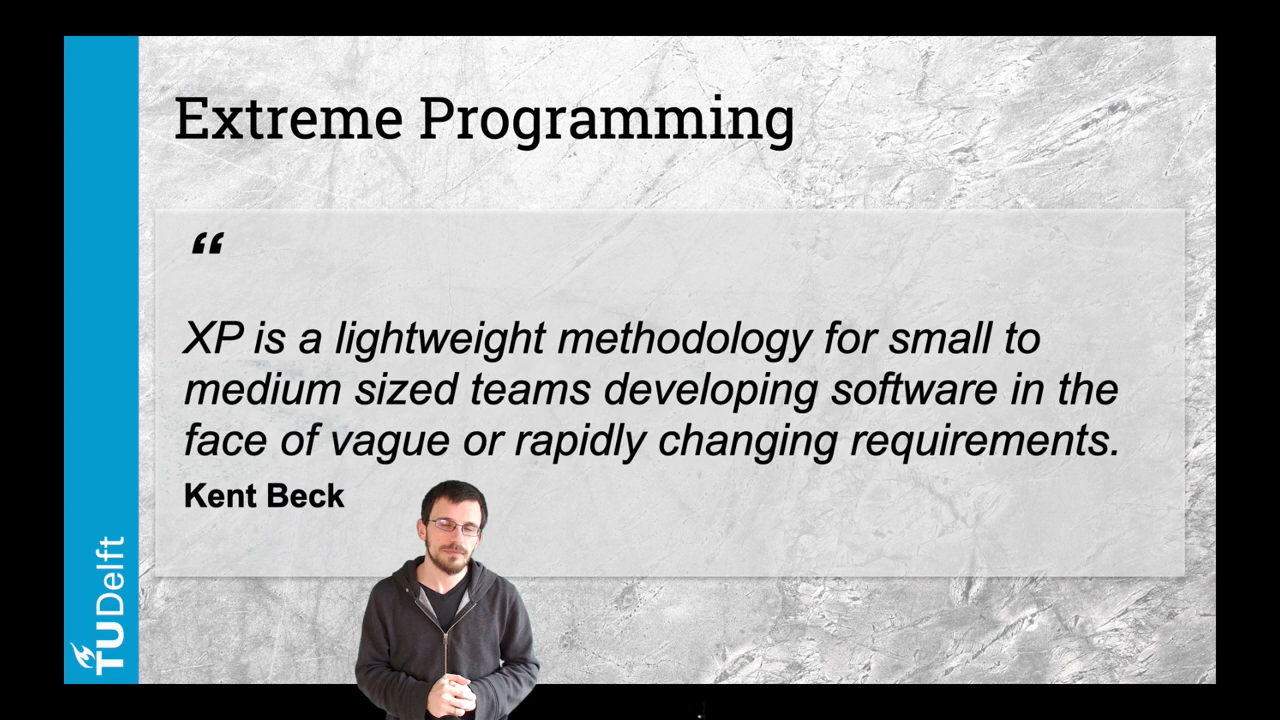 Extreme Programming
“
XP is a lightweight methodology for small to
medium sized teams developing software in the
face of vague or rapidly changing requirements.
Kent Beck
TUDelft